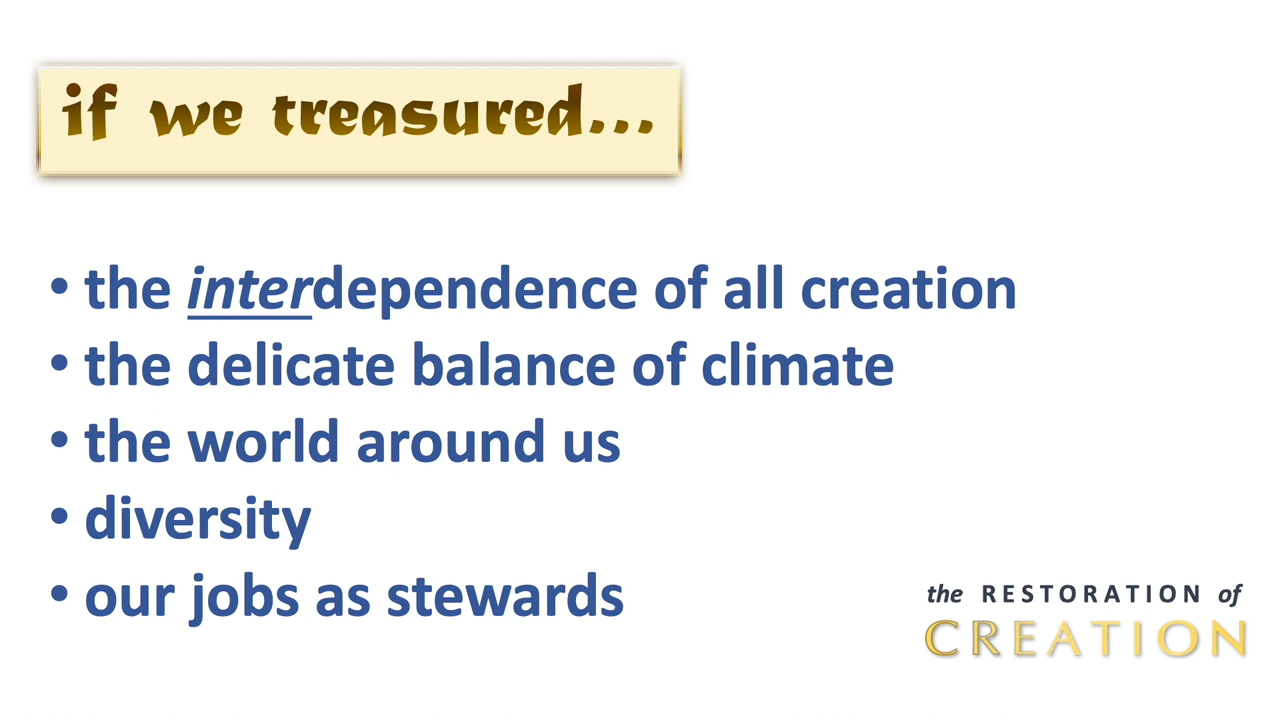 if we treasured...
• the interdependence of all creation
• the delicate balance of climate
• the world around us
• diversity
• our jobs as stewards
the RESTORATION of
CREATION